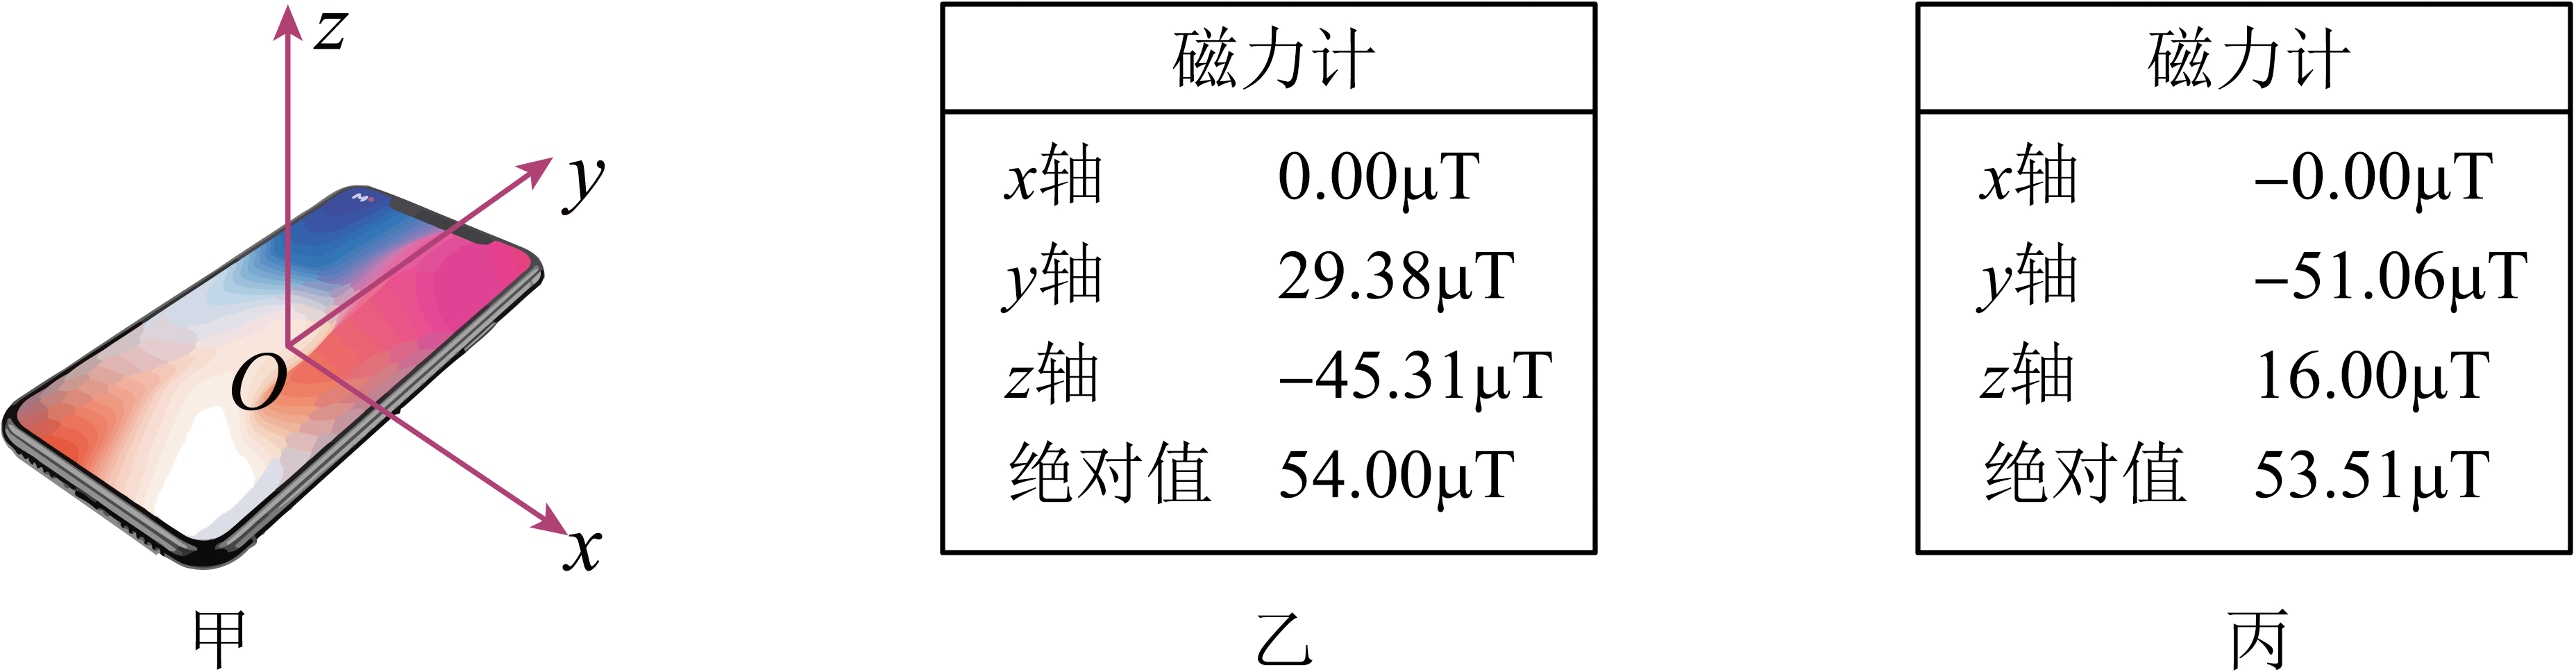 z
y
O
x
甲
磁力计
x轴 0.00μT
y轴 29.38μT
z轴 −45.31μT
绝对值 54.00μT
乙
磁力计
x轴 −0.00μT
y轴 −51.06μT
z轴 16.00μT
绝对值 53.51μT
丙